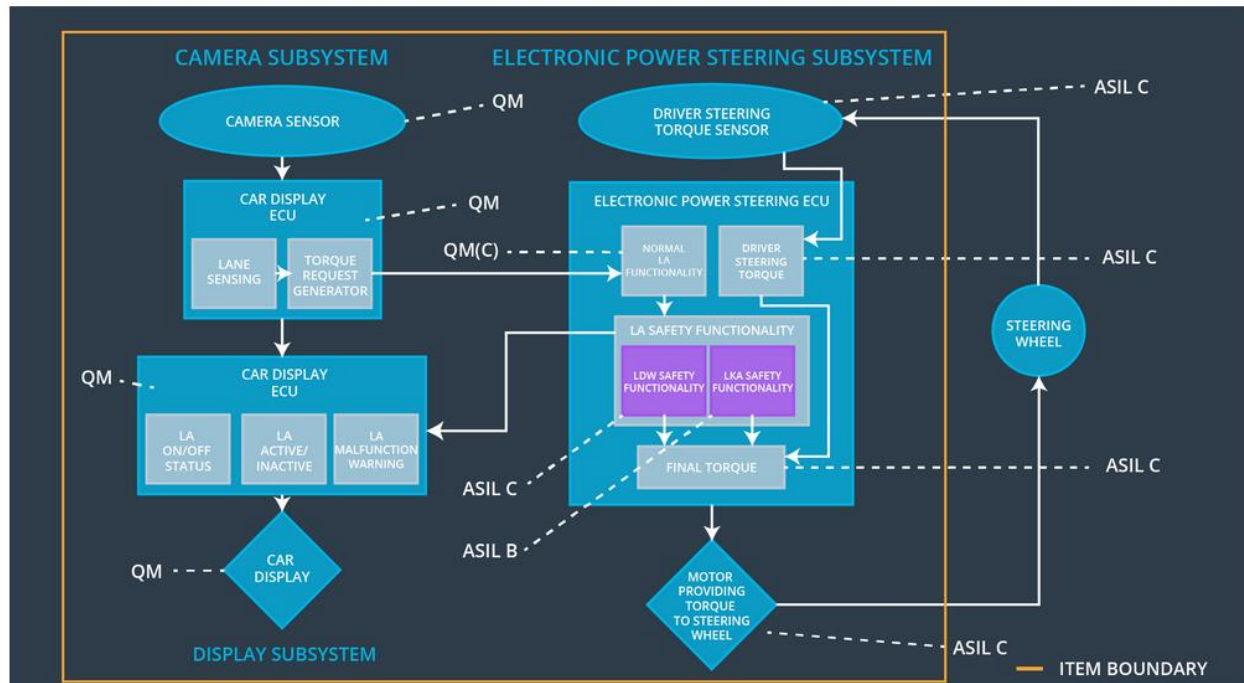 CAMERA SUBSYSTEM
ELECTRONIC POWER STEERING SUBSYSTEM
CAMERA SENSOR
QM
DRIVER STEERING
TORQUE SENSOR
ASIL C
CAR DISPLAY
ECU
QM
LANE
SENSING
TORQUE
REQUEST
GENERATOR
ELECTRONIC POWER STEERING ECU
QM(C)
NORMAL
LA
FUNCTIONALITY
DRIVER
STEERING
TORQUE
ASIL C
STEERING
WHEEL
LA SAFETY FUNCTIONALITY
LDW SAFETY
FUNCTIONALITY
LKA SAFETY
FUNCTIONALITY
QM
CAR DISPLAY
ECU
LA
ON/OFF
STATUS
LA
ACTIVE/
INACTIVE
LA
MALFUNCTION
WARNING
FINAL TORQUE
ASIL C
ASIL C
ASIL B
QM
CAR
DISPLAY
MOTOR
PROVIDING
TORQUE
TO STEERING
WHEEL
ASIL C
DISPLAY SUBSYSTEM
ITEM BOUNDARY